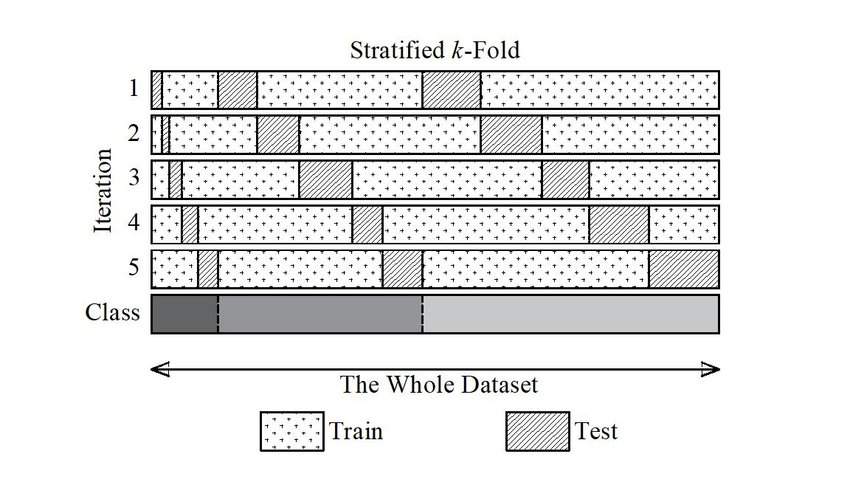 Stratified k-Fold
1
2
3
4
5
Iteration
Class
The Whole Dataset
Train
Test